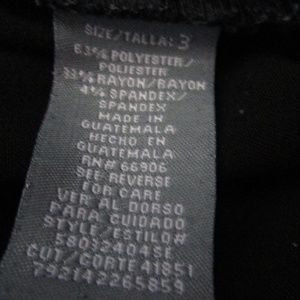 SIZE/TALLA: 3
63% POLYESTER/
POLIESTER
33% RAYON/RAYON
4% SPANDEX/
SPANDEX
MADE IN
GUATEMALA
HECHO EN
GUATEMALA
RN# 66906
SEE REVERSE
FOR CARE
VER AL DORSO
PARA CUIDADO
STYLE/ESTILO#
58032404SE
CUT/CORTE 41851
792142265859